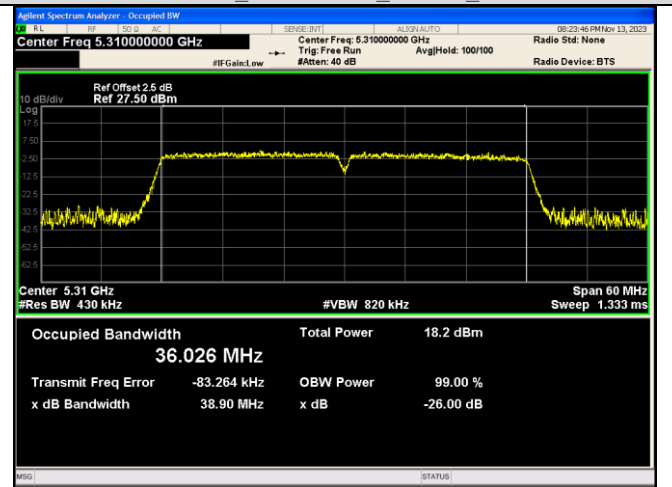 Agilent Spectrum Analyzer - Occupied BW
RL RF 50 Ω AC SENSE:INT ALIGN AUTO 08:23:46 PM Nov 13, 2023
Center Freq 5.310000000 GHz Center Freq: 5.310000000 GHz Radio Std: None
Trig: Free Run Avg|Hold: 100/100
#IFGain:Low #Atten: 40 dB Radio Device: BTS
Ref Offset 2.5 dB
10 dB/div Ref 27.50 dBm
Log
17.5
7.50
-2.50
-12.5
-22.5
-32.5
-42.5
-52.5
-62.5
Center 5.31 GHz Span 60 MHz
#Res BW 430 kHz #VBW 820 kHz Sweep 1.333 ms
Occupied Bandwidth Total Power 18.2 dBm
36.026 MHz
Transmit Freq Error -83.264 kHz OBW Power 99.00 %
x dB Bandwidth 38.90 MHz x dB -26.00 dB
MSG STATUS